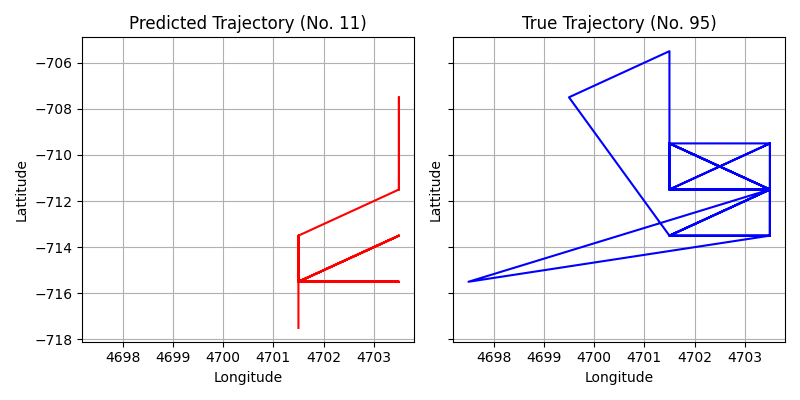 Predicted Trajectory (No. 11)
True Trajectory (No. 95)
Lattitude
−706
−708
−710
−712
−714
−716
−718
4698 4699 4700 4701 4702 4703
Longitude
Lattitude
4698 4699 4700 4701 4702 4703
Longitude